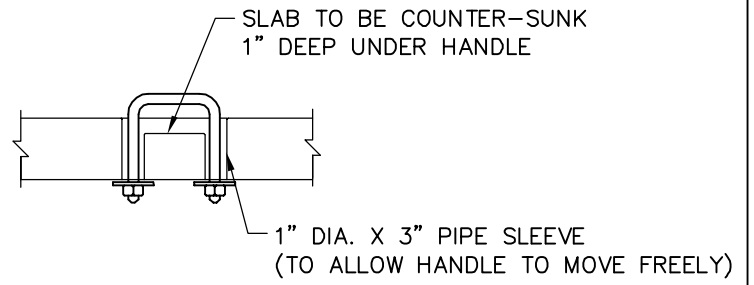 SLAB TO BE COUNTER-SUNK
1” DEEP UNDER HANDLE
1” DIA. X 3” PIPE SLEEVE
(TO ALLOW HANDLE TO MOVE FREELY)